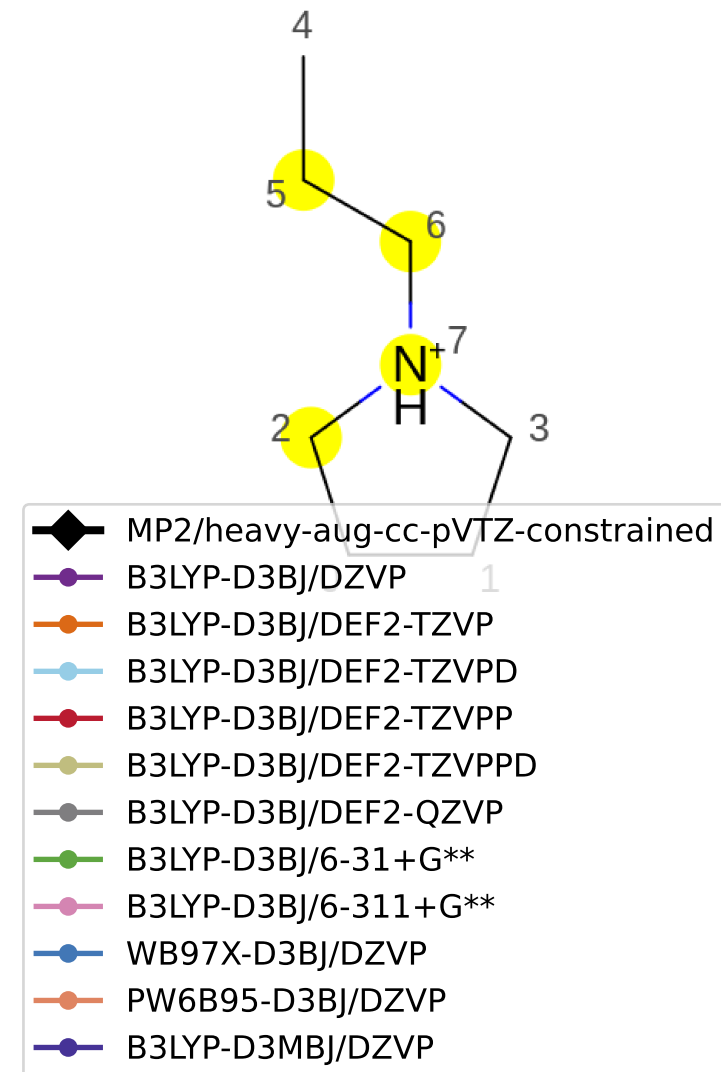 4
5
6
N+ 7
H
2
3
MP2/heavy-aug-cc-pVTZ-constrained
B3LYP-D3BJ/DZVP
1
B3LYP-D3BJ/DEF2-TZVP
B3LYP-D3BJ/DEF2-TZVPD
B3LYP-D3BJ/DEF2-TZVPP
B3LYP-D3BJ/DEF2-TZVPPD
B3LYP-D3BJ/DEF2-QZVP
B3LYP-D3BJ/6-31+G**
B3LYP-D3BJ/6-311+G**
WB97X-D3BJ/DZVP
PW6B95-D3BJ/DZVP
B3LYP-D3MBJ/DZVP